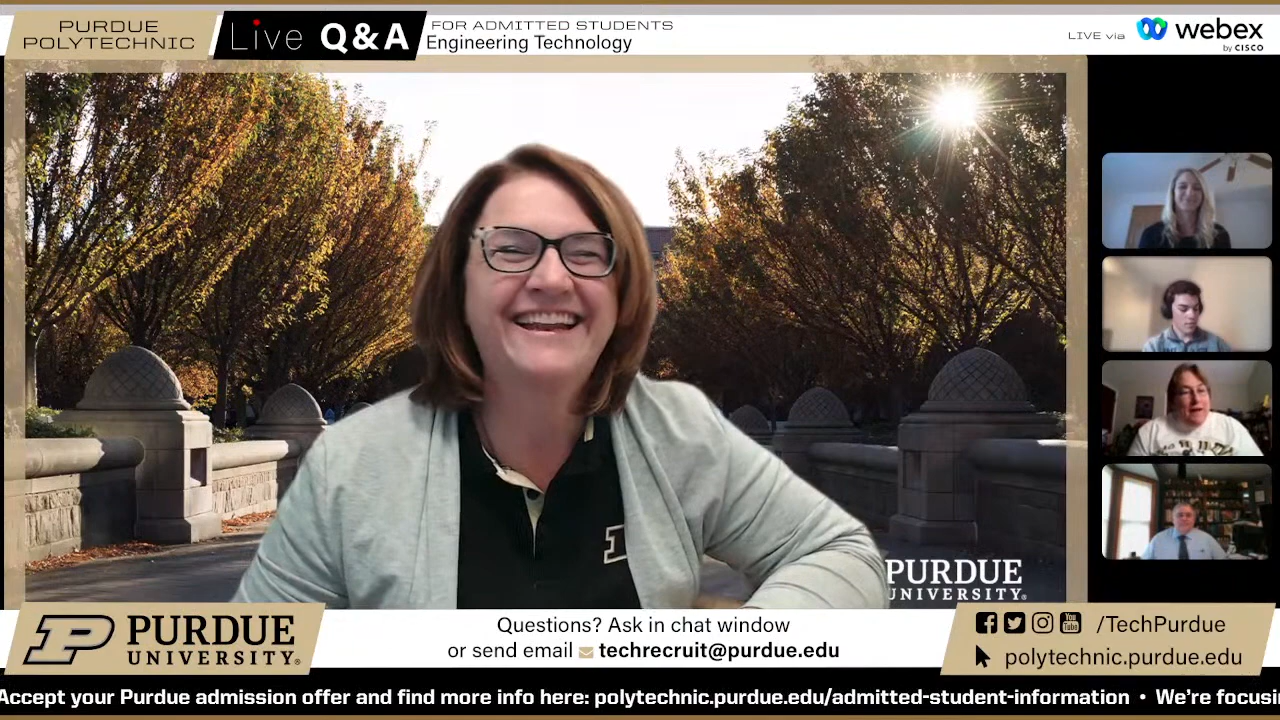 PURDUE
POLYTECHNIC
Live Q&A
FOR ADMITTED STUDENTS
Engineering Technology
LIVE via
webex
by CISCO
PURDUE
UNIVERSITY®
P PURDUE
UNIVERSITY®
Questions? Ask in chat window
or send email techrecruit@purdue.edu
You
Tube
/TechPurdue
polytechnic.purdue.edu
Accept your Purdue admission offer and find more info here: polytechnic.purdue.edu/admitted-student-information • We're focusi